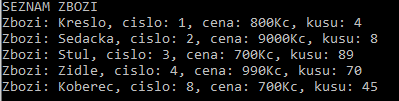 SEZNAM ZBOZI
Zbozi: Kreslo, cislo: 1, cena: 800Kc, kusu: 4
Zbozi: Sedacka, cislo: 2, cena: 9000Kc, kusu: 8
Zbozi: Stul, cislo: 3, cena: 700Kc, kusu: 89
Zbozi: Zidle, cislo: 4, cena: 990Kc, kusu: 70
Zbozi: Koberec, cislo: 8, cena: 700Kc, kusu: 45